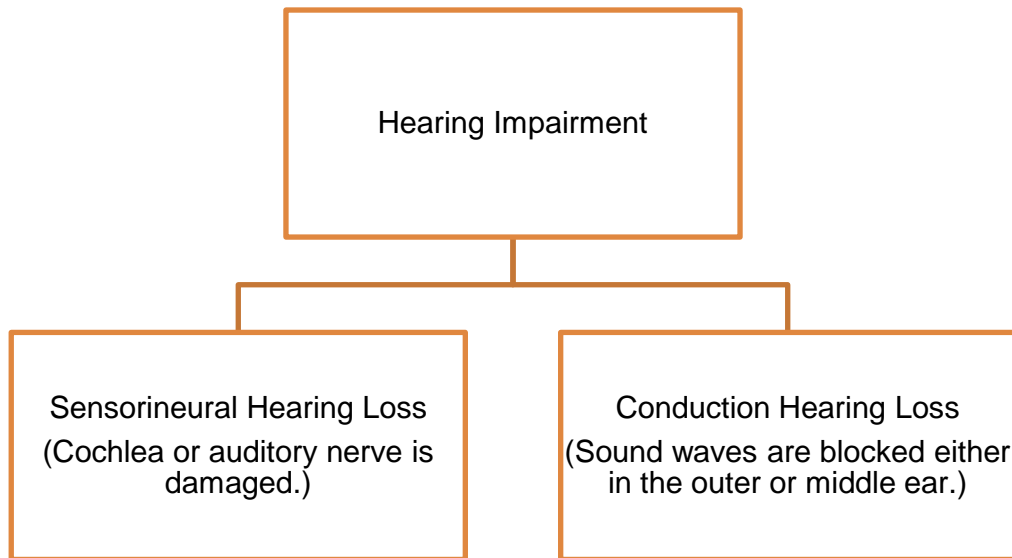 Hearing Impairment
Sensorineural Hearing Loss
(Cochlea or auditory nerve is
damaged.)
Conduction Hearing Loss
(Sound waves are blocked either
in the outer or middle ear.)